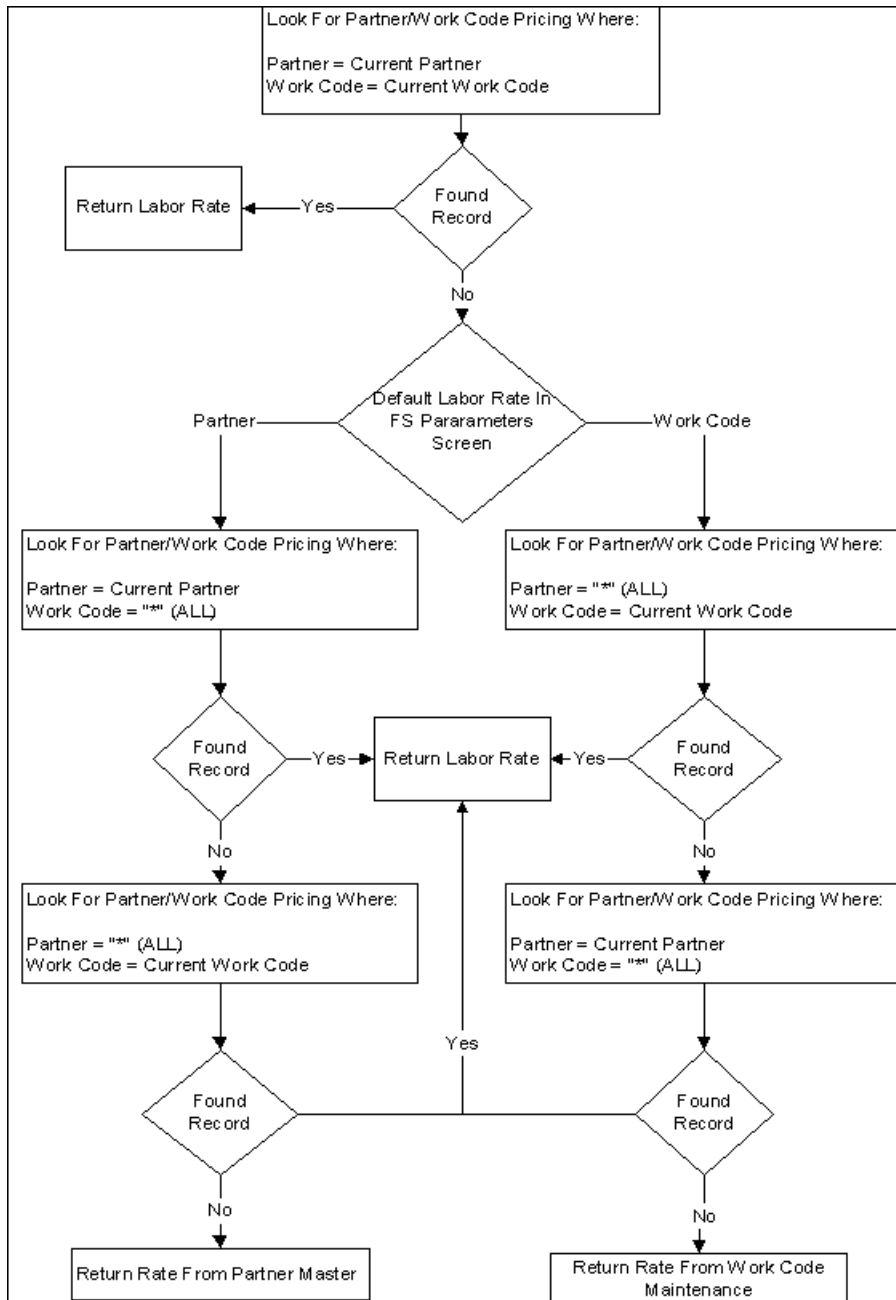 Look For Partner/Work Code Pricing Where:
Partner = Current Partner
Work Code = Current Work Code
Found
Record
Yes
Return Labor Rate
No
Default Labor Rate In
FS Pararameters
Screen
Partner
Work Code
Look For Partner/Work Code Pricing Where:
Partner = Current Partner
Work Code = "*" (ALL)
Look For Partner/Work Code Pricing Where:
Partner = "*" (ALL)
Work Code = Current Work Code
Found
Record
Yes
Return Labor Rate
Yes
Found
Record
No
No
Look For Partner/Work Code Pricing Where:
Partner = "*" (ALL)
Work Code = Current Work Code
Look For Partner/Work Code Pricing Where:
Partner = Current Partner
Work Code = "*" (ALL)
Yes
Found
Record
Found
Record
No
No
Return Rate From Partner Master
Return Rate From Work Code
Maintenance